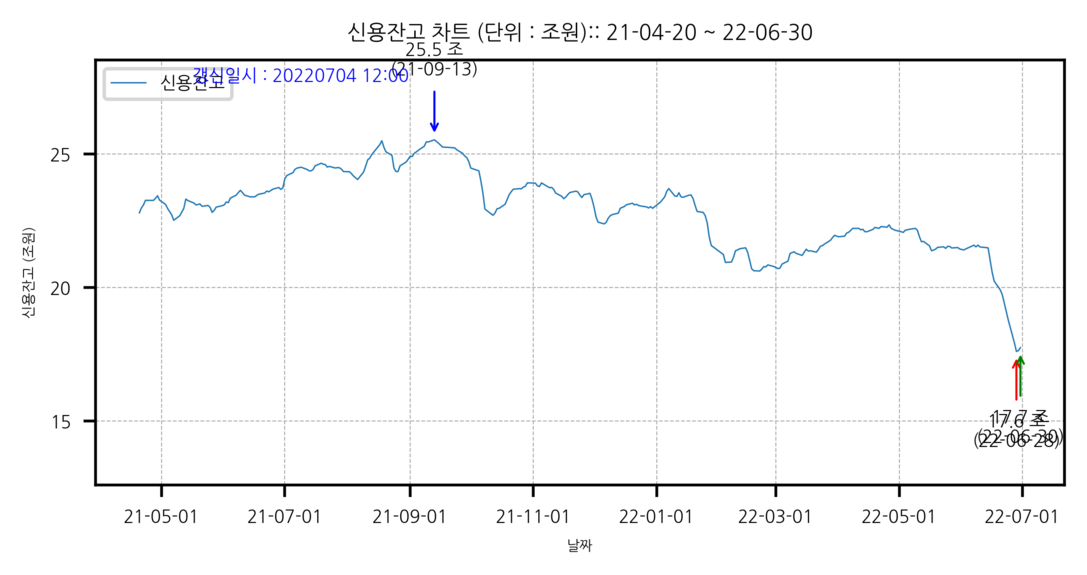 신용잔고 차트 (단위 : 조원):: 21-04-20 ~ 22-06-30
25.5 조
(21-09-13)
갱신일시 : 20220704 12:00
신용잔고
25
20
15
신용잔고 (조원)
17.7 조
(22-06-30)
17.6 조
(22-06-28)
21-05-01
21-07-01
21-09-01
21-11-01
22-01-01
22-03-01
22-05-01
22-07-01
날짜